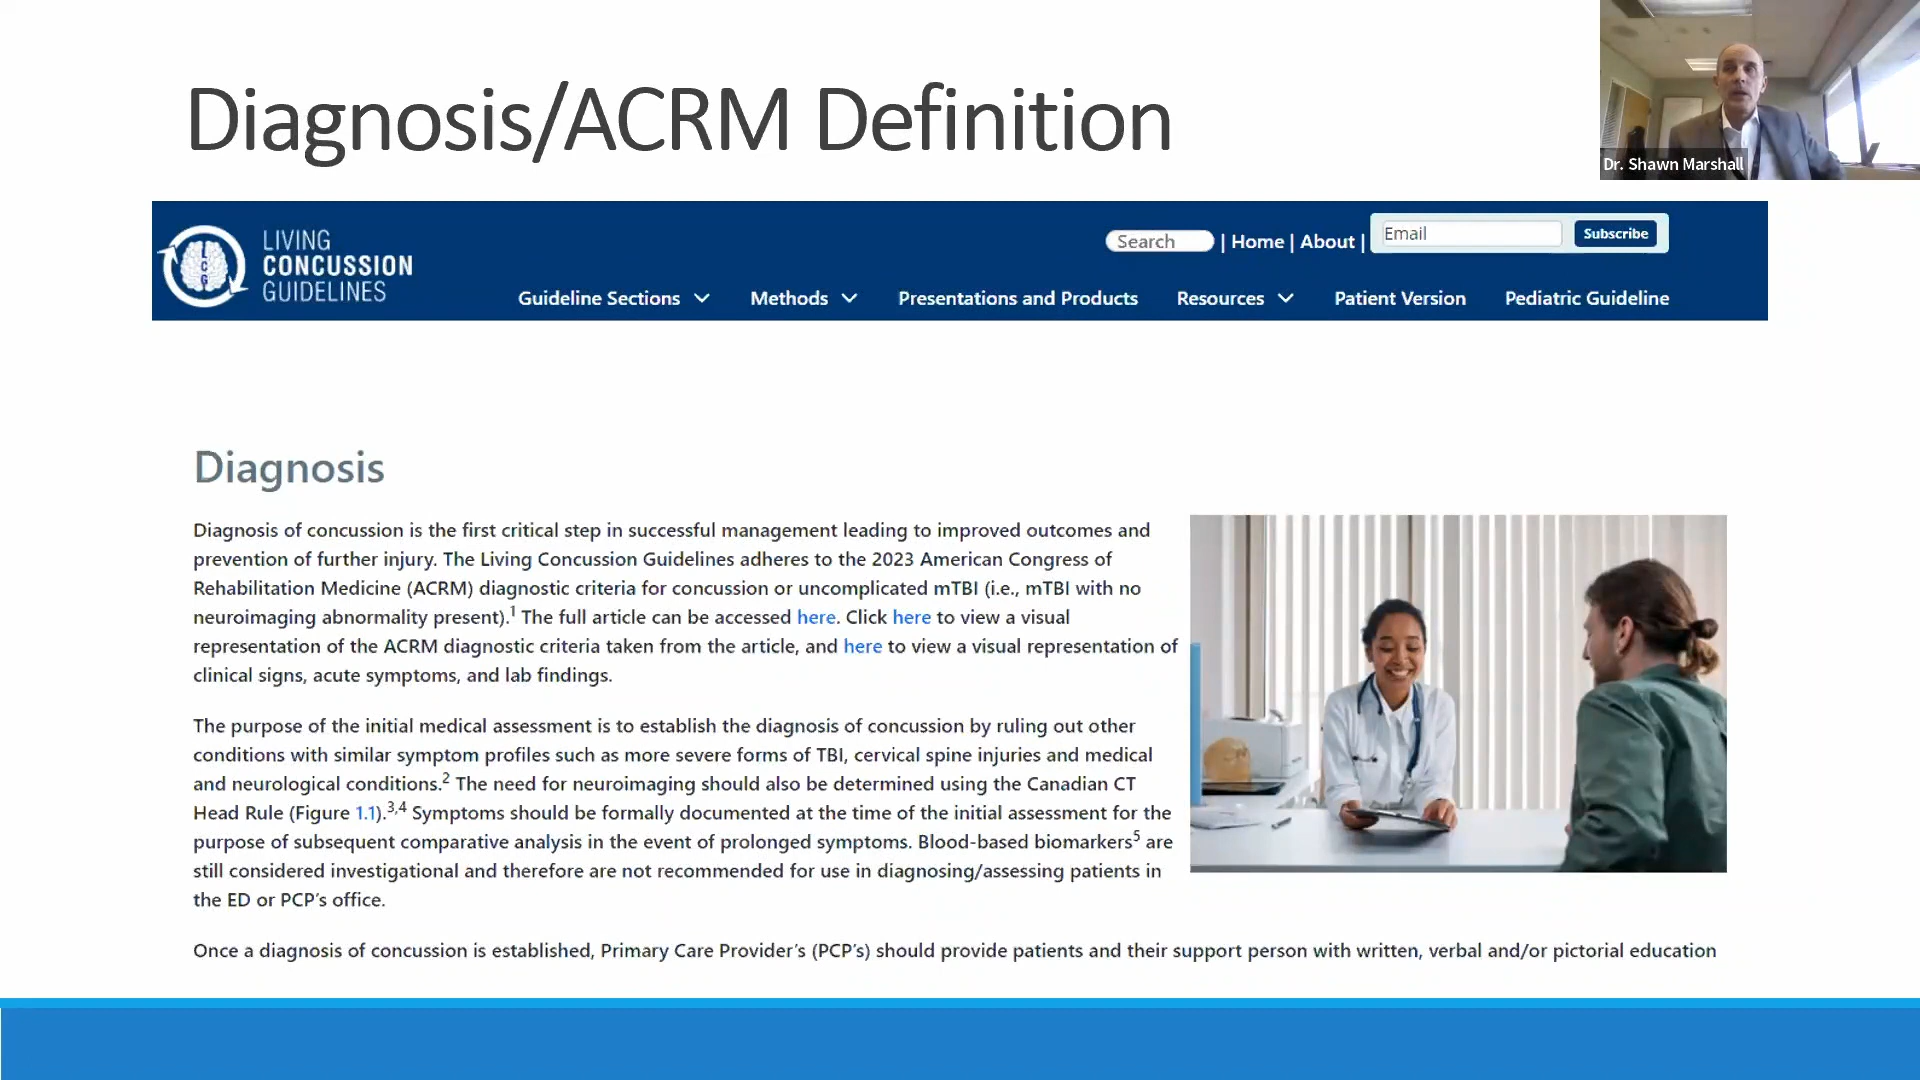 Diagnosis/ACRM Definition
Dr. Shawn Marshall
LCG
LIVING
CONCUSSION
GUIDELINES
Search | Home | About | Email Subscribe
Guideline Sections Methods Presentations and Products Resources Patient Version Pediatric Guideline
Diagnosis
Diagnosis of concussion is the first critical step in successful management leading to improved outcomes and
prevention of further injury. The Living Concussion Guidelines adheres to the 2023 American Congress of
Rehabilitation Medicine (ACRM) diagnostic criteria for concussion or uncomplicated mTBI (i.e., mTBI with no
neuroimaging abnormality present).1 The full article can be accessed here. Click here to view a visual
representation of the ACRM diagnostic criteria taken from the article, and here to view a visual representation of
clinical signs, acute symptoms, and lab findings.
The purpose of the initial medical assessment is to establish the diagnosis of concussion by ruling out other
conditions with similar symptom profiles such as more severe forms of TBI, cervical spine injuries and medical
and neurological conditions.2 The need for neuroimaging should also be determined using the Canadian CT
Head Rule (Figure 1.1).3,4 Symptoms should be formally documented at the time of the initial assessment for the
purpose of subsequent comparative analysis in the event of prolonged symptoms. Blood-based biomarkers5 are
still considered investigational and therefore are not recommended for use in diagnosing/assessing patients in
the ED or PCP's office.
Once a diagnosis of concussion is established, Primary Care Provider's (PCP's) should provide patients and their support person with written, verbal and/or pictorial education